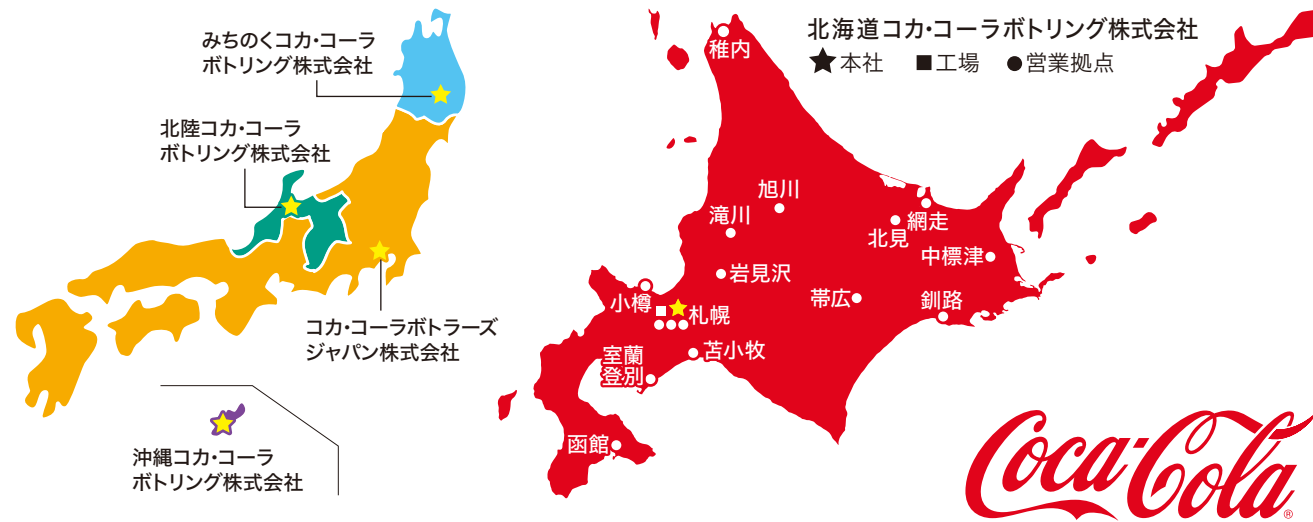 みちのくコカ・コーラ
ボトリング株式会社
北陸コカ・コーラ
ボトリング株式会社
コカ・コーラボトラーズ
ジャパン株式会社
沖縄コカ・コーラ
ボトリング株式会社
北海道コカ・コーラボトリング株式会社
★本社 ■工場 ●営業拠点
稚内
旭川
滝川
網走
北見
中標津
岩見沢
小樽
帯広
釧路
札幌
苫小牧
室蘭
登別
函館
Coca-Cola®